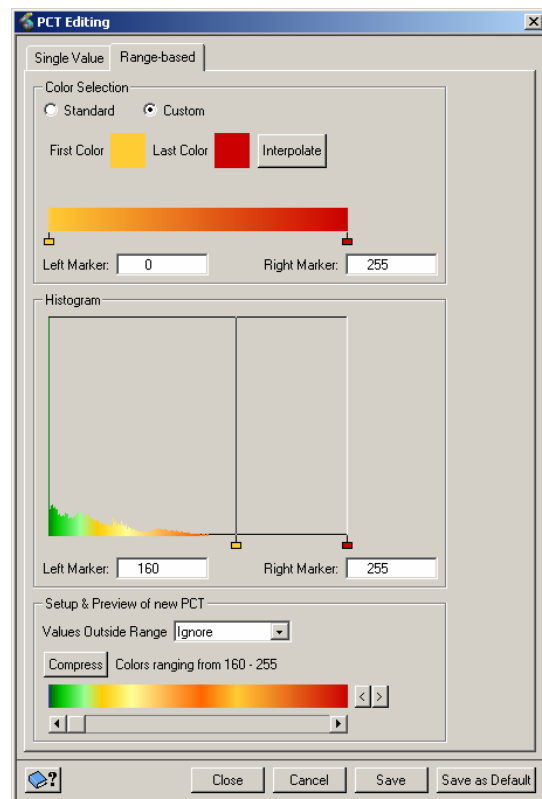 PCT Editing
Single Value Range-based
Color Selection
Standard Custom
First Color Last Color Interpolate
Left Marker: 0 Right Marker: 255
Histogram
Left Marker: 160 Right Marker: 255
Setup & Preview of new PCT
Values Outside Range Ignore
Compress Colors ranging from 160 - 255
< >
? Close Cancel Save Save as Default